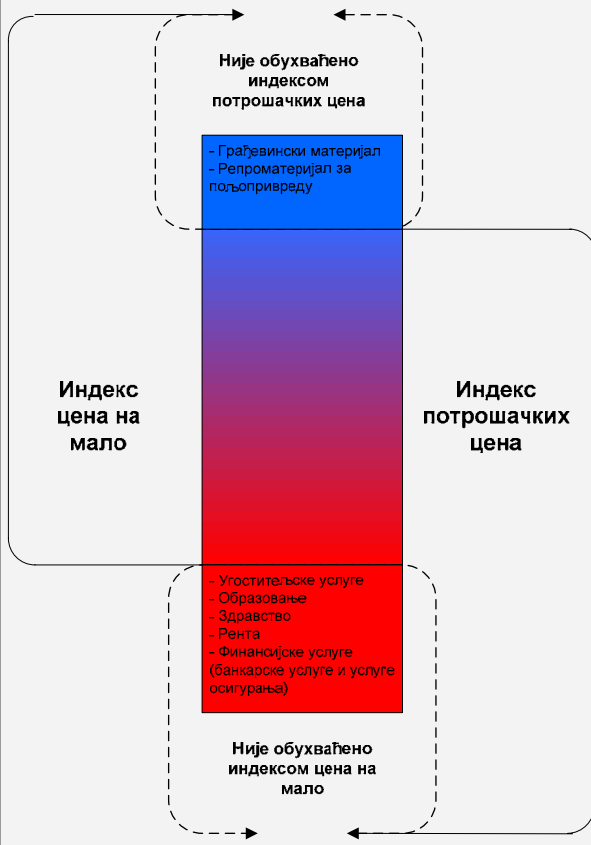 Није обухваћено
индексом
потрошачких цена
- Грађевински материјал
- Репроматеријал за
пољопривреду
Индекс
цена на
мало
Индекс
потрошачких
цена
- Угоститељске услуге
- Образовање
- Здравство
- Рента
- Финансијске услуге
(банкарске услуге и услуге
осигурања)
Није обухваћено
индексом цена на
мало